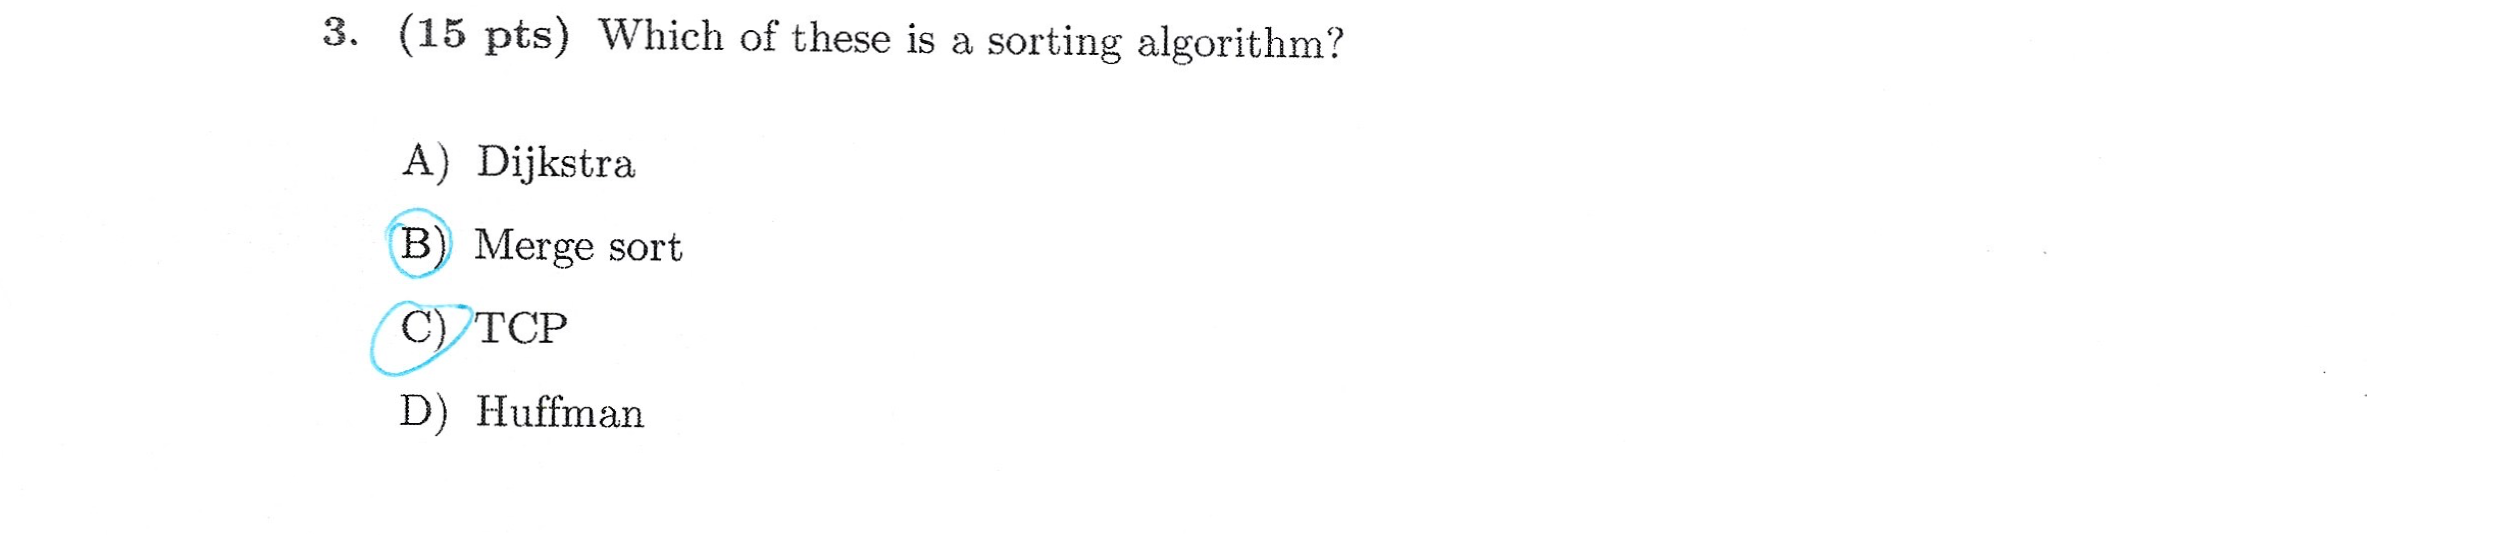 3. (15 pts) Which of these is a sorting algorithm?
A) Dijkstra
B) Merge sort
C) TCP
D) Huffman